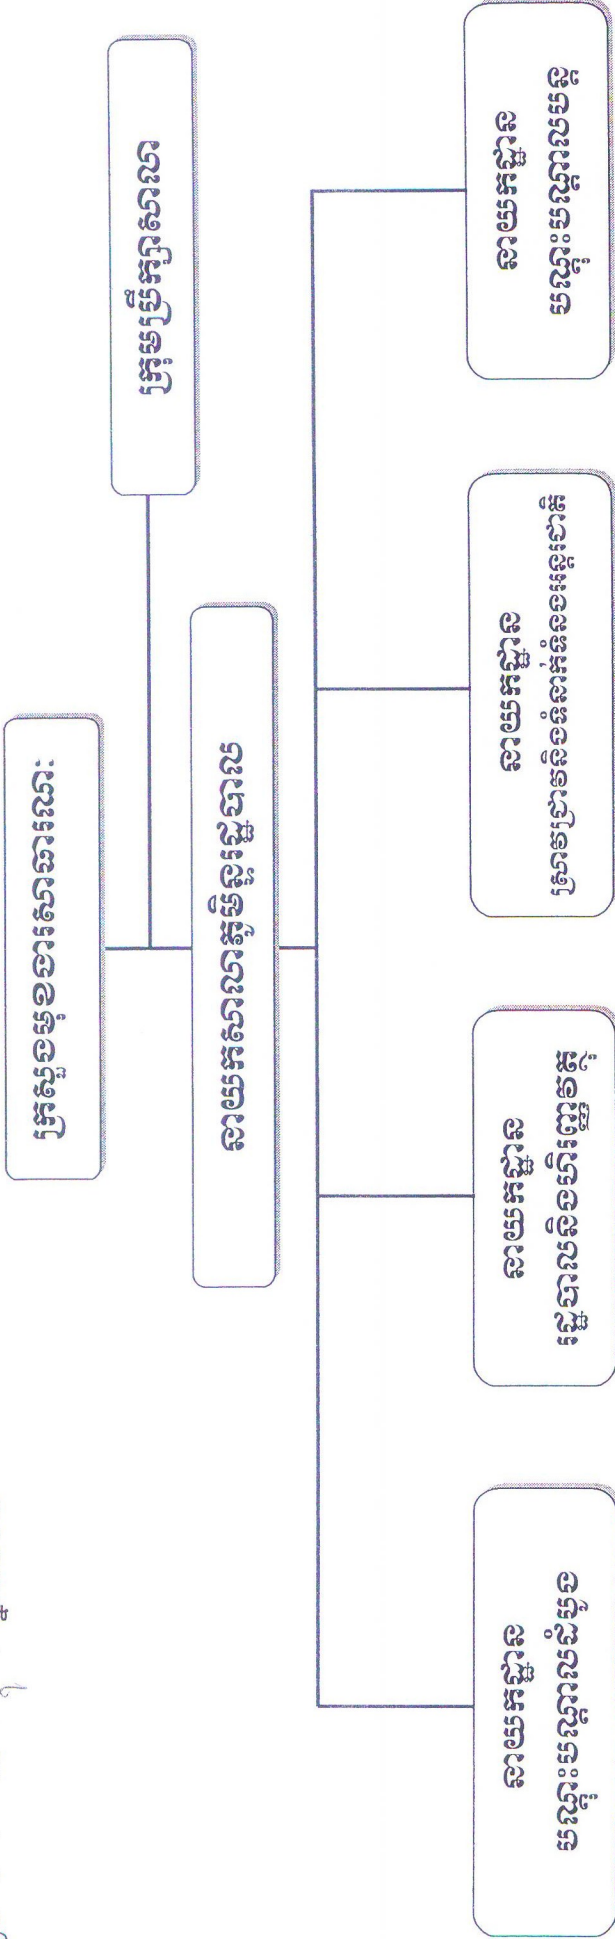 ក្រសួងមុខងារសាធារណៈ
ក្រុមប្រឹក្សាសាលា
នាយកសាលាភូមិន្ទរដ្ឋបាល
នាយកដ្ឋាន
បណ្តុះបណ្តាលដំបូង
នាយកដ្ឋាន
រដ្ឋបាលនិងហិរញ្ញវត្ថុ
នាយកដ្ឋាន
ស្រាវជ្រាវនិងទំនាក់ទំនងអន្តរជាតិ
នាយកដ្ឋាន
បណ្តុះបណ្តាលបន្ត